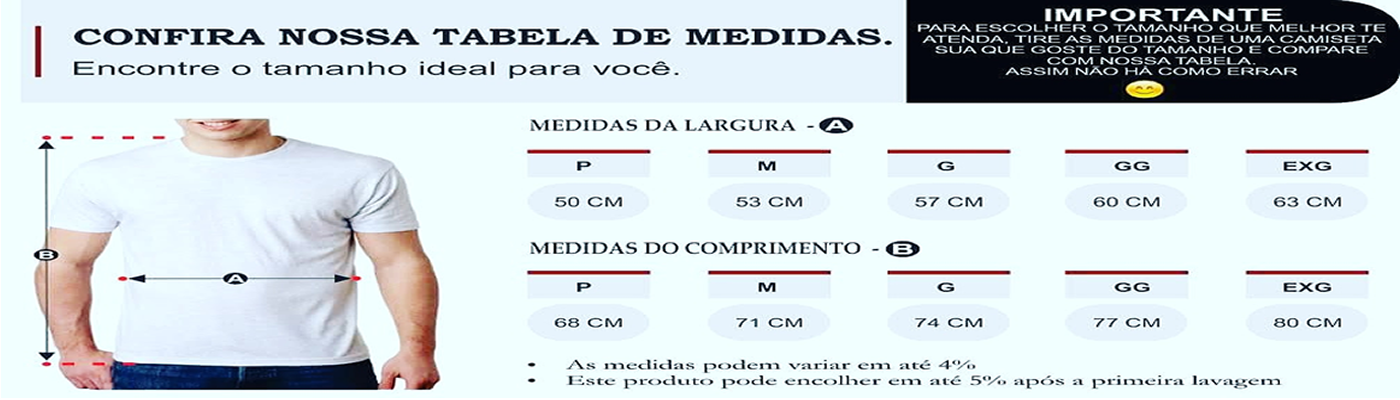 CONFIRA NOSSA TABELA DE MEDIDAS.
Encontre o tamanho ideal para você.
IMPORTANTE
PARA ESCOLHER O TAMANHO QUE MELHOR TE
ATENDA, TIRE AS MEDIDAS DE UMA CAMISETA
SUA QUE GOSTE DO TAMANHO E COMPARE
COM NOSSA TABELA.
ASSIM NÃO HÁ COMO ERRAR
B
A
MEDIDAS DA LARGURA - A
P M G GG EXG
50 CM 53 CM 57 CM 60 CM 63 CM
MEDIDAS DO COMPRIMENTO - B
P M G GG EXG
68 CM 71 CM 74 CM 77 CM 80 CM
• As medidas podem variar em até 4%
• Este produto pode encolher em até 5% após a primeira lavagem